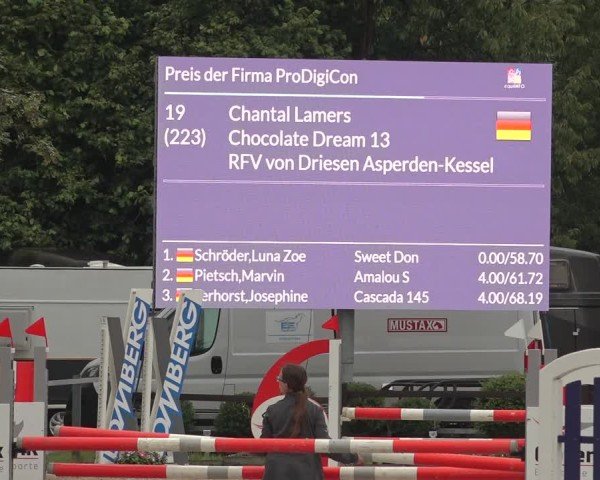 Preis der Firma ProDigiCon
19 Chantal Lamers
(223) Chocolate Dream 13
RFV von Driesen Asperden-Kessel
1. Schröder,Luna Zoe Sweet Don 0.00/58.70
2. Pietsch,Marvin Amalou S 4.00/61.72
3. erhorst,Josephine Cascada 145 4.00/68.19
MUSTAX